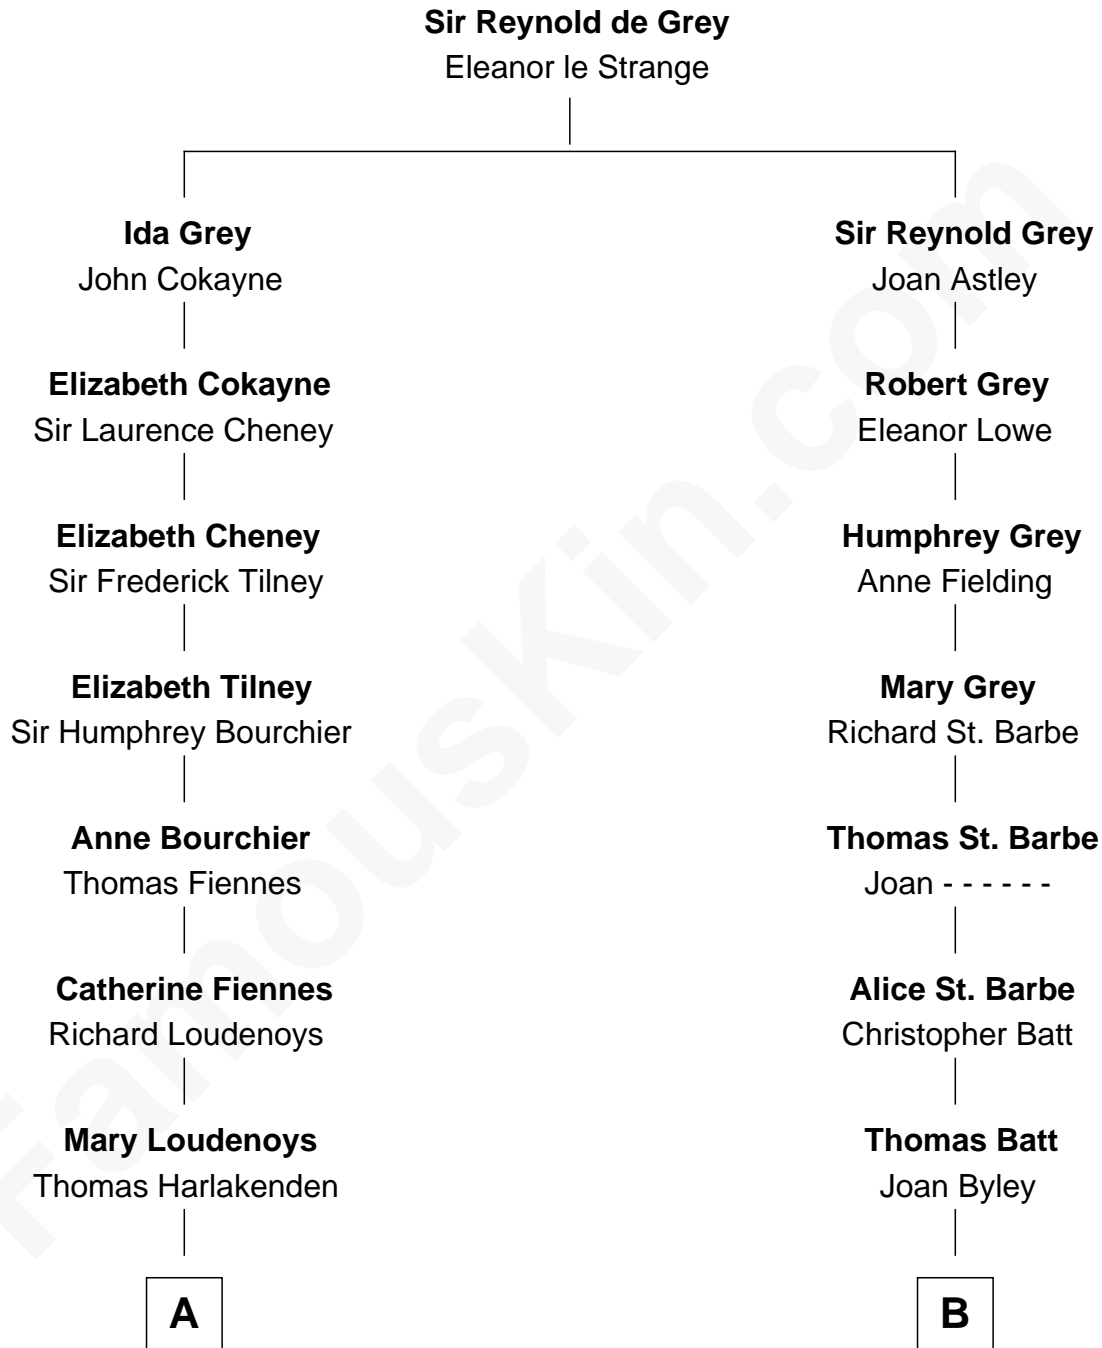 Sir Reynold de Grey
Eleanor le Strange
Ida Grey
John Cokayne
Sir Reynold Grey
Joan Astley
Elizabeth Cokayne
Sir Laurence Cheney
Robert Grey
Eleanor Lowe
Elizabeth Cheney
Sir Frederick Tilney
Humphrey Grey
Anne Fielding
Elizabeth Tilney
Sir Humphrey Bourchier
Mary Grey
Richard St. Barbe
Anne Bourchier
Thomas Fiennes
Thomas St. Barbe
Joan - - - - - -
Catherine Fiennes
Richard Loudenoys
Alice St. Barbe
Christopher Batt
Mary Loudenoys
Thomas Harlakenden
Thomas Batt
Joan Byley
A
B
FamousKin.com